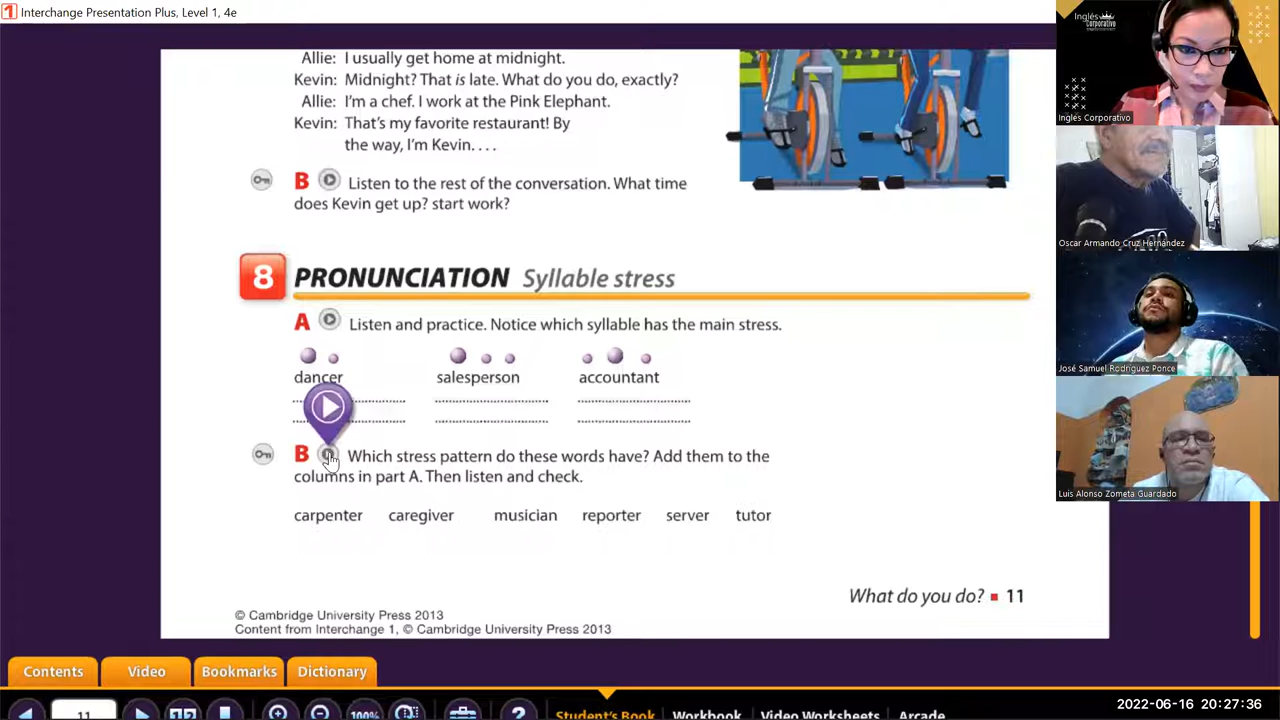 Interchange Presentation Plus, Level 1, 4e
Allie: I usually get home at midnight.
Kevin: Midnight? That is late. What do you do, exactly?
Allie: I'm a chef. I work at the Pink Elephant.
Kevin: That's my favorite restaurant! By
the way, I'm Kevin. . . .
B Listen to the rest of the conversation. What time
does Kevin get up? start work?
8 PRONUNCIATION Syllable stress
A Listen and practice. Notice which syllable has the main stress.
dancer salesperson accountant
B Which stress pattern do these words have? Add them to the
columns in part A. Then listen and check.
carpenter caregiver musician reporter server tutor
What do you do? ▪ 11
© Cambridge University Press 2013
Content from Interchange 1, © Cambridge University Press 2013
Contents Video Bookmarks Dictionary
11 100% ? Student's Book Workbook Video Worksheets Arcade
Inglés
Corporativo
Inglés Corporativo
Oscar Armando Cruz Hernández
José Samuel Rodríguez Ponce
Luis Alonso Zometa Guardado
2022-06-16 20:27:36